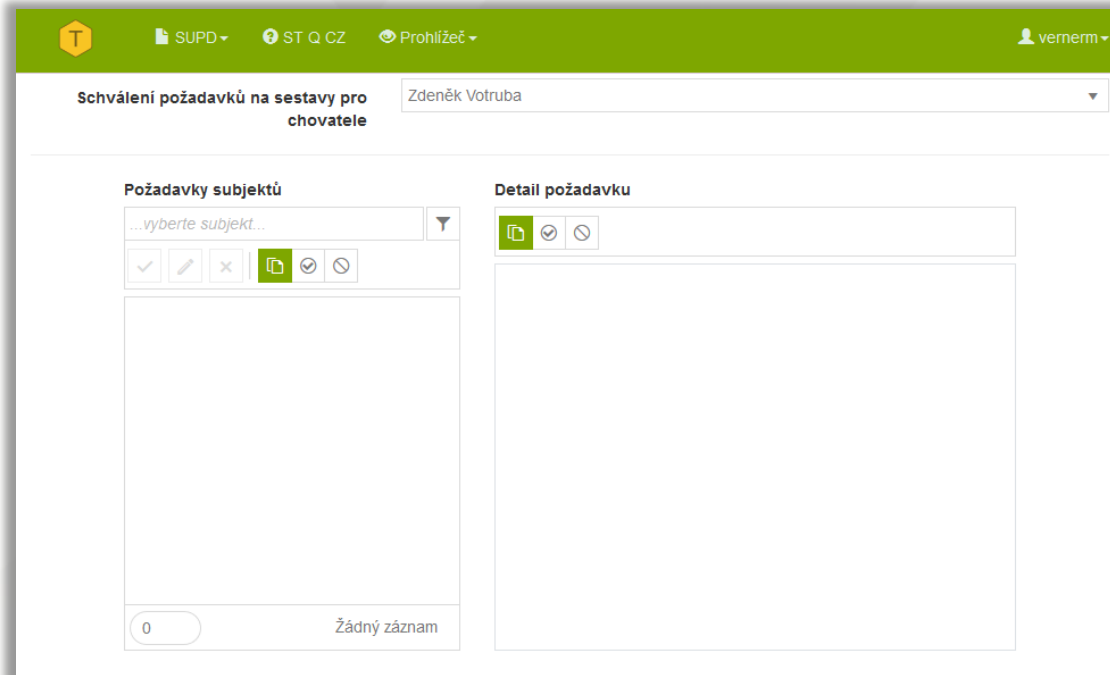 T
SUPD
ST Q CZ
Prohlížeč
vernerm
Schválení požadavků na sestavy pro
chovatele
Zdeněk Votruba
Požadavky subjektů
...vyberte subjekt...
0
Žádný záznam
Detail požadavku